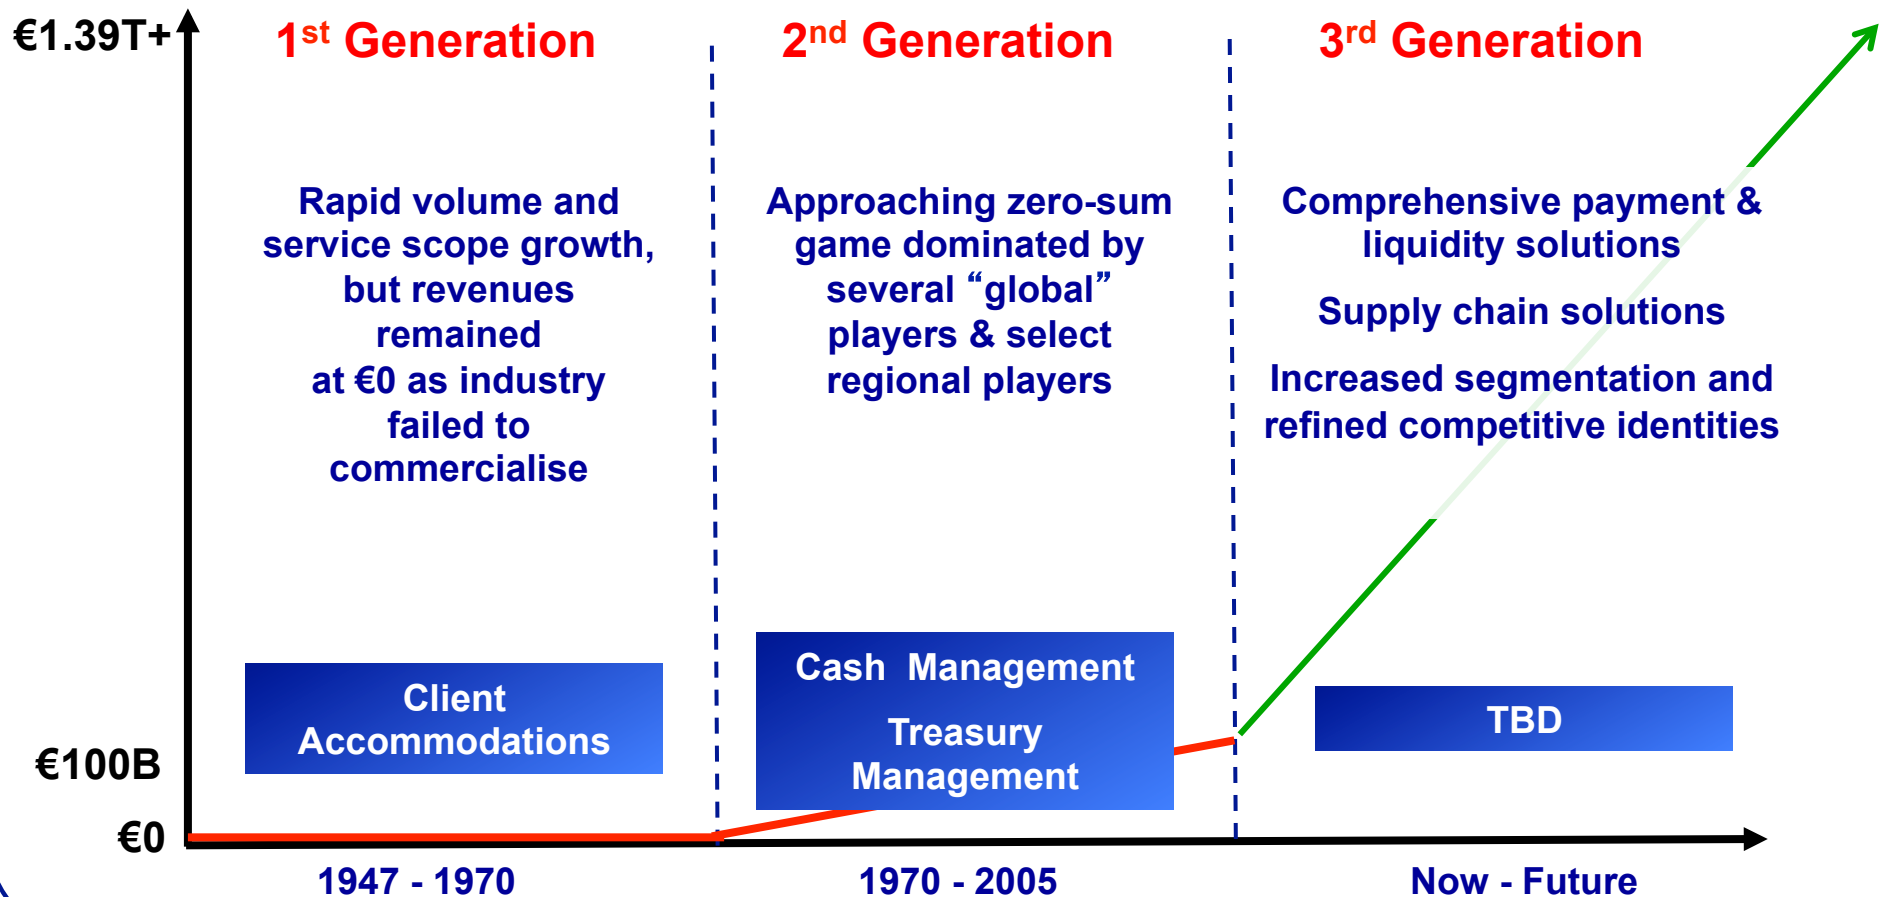 €1.39T+
1st Generation
2nd Generation
3rd Generation
Rapid volume and
service scope growth,
but revenues
remained
at €0 as industry
failed to
commercialise
Approaching zero-sum
game dominated by
several “global”
players & select
regional players
Comprehensive payment &
liquidity solutions
Supply chain solutions
Increased segmentation and
refined competitive identities
Client
Accommodations
Cash Management
Treasury
Management
TBD
€100B
€0
1947 - 1970
1970 - 2005
Now - Future